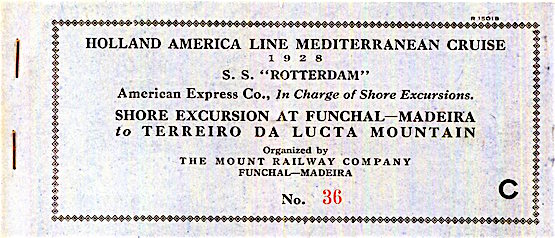 R 1501B
HOLLAND AMERICA LINE MEDITERRANEAN CRUISE
1928
S. S. "ROTTERDAM"
American Express Co., In Charge of Shore Excursions.
SHORE EXCURSION AT FUNCHAL—MADEIRA
to TERREIRO DA LUCTA MOUNTAIN
Organized by
THE MOUNT RAILWAY COMPANY
FUNCHAL—MADEIRA
No. 36
C